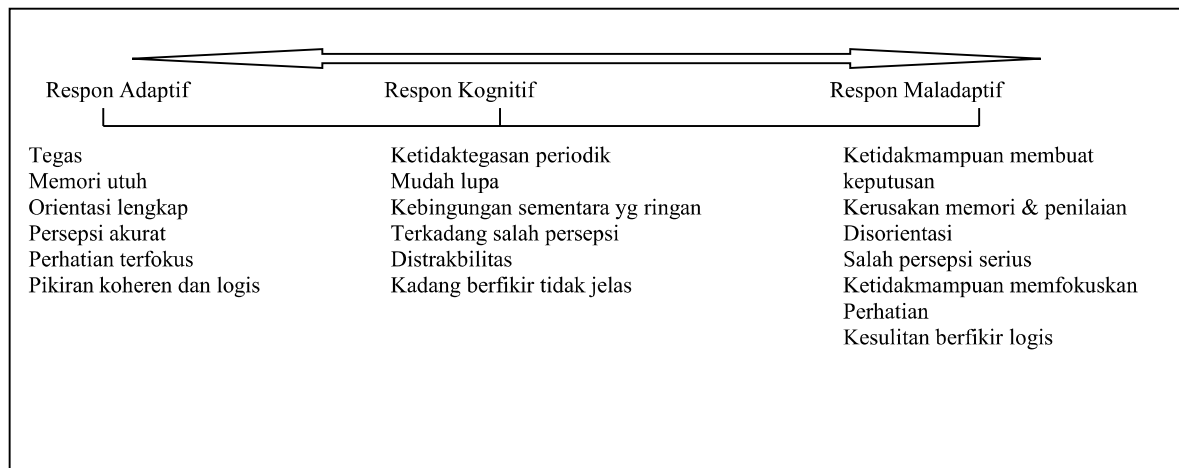 Respon Adaptif
Respon Kognitif
Respon Maladaptif
Tegas
Memori utuh
Orientasi lengkap
Persepsi akurat
Perhatian terfokus
Pikiran koheren dan logis
Ketidaktegasan periodik
Mudah lupa
Kebingungan sementara yg ringan
Terkadang salah persepsi
Distrakbilitas
Kadang berfikir tidak jelas
Ketidakmampuan membuat
keputusan
Kerusakan memori & penilaian
Disorientasi
Salah persepsi serius
Ketidakmampuan memfokuskan
Perhatian
Kesulitan berfikir logis